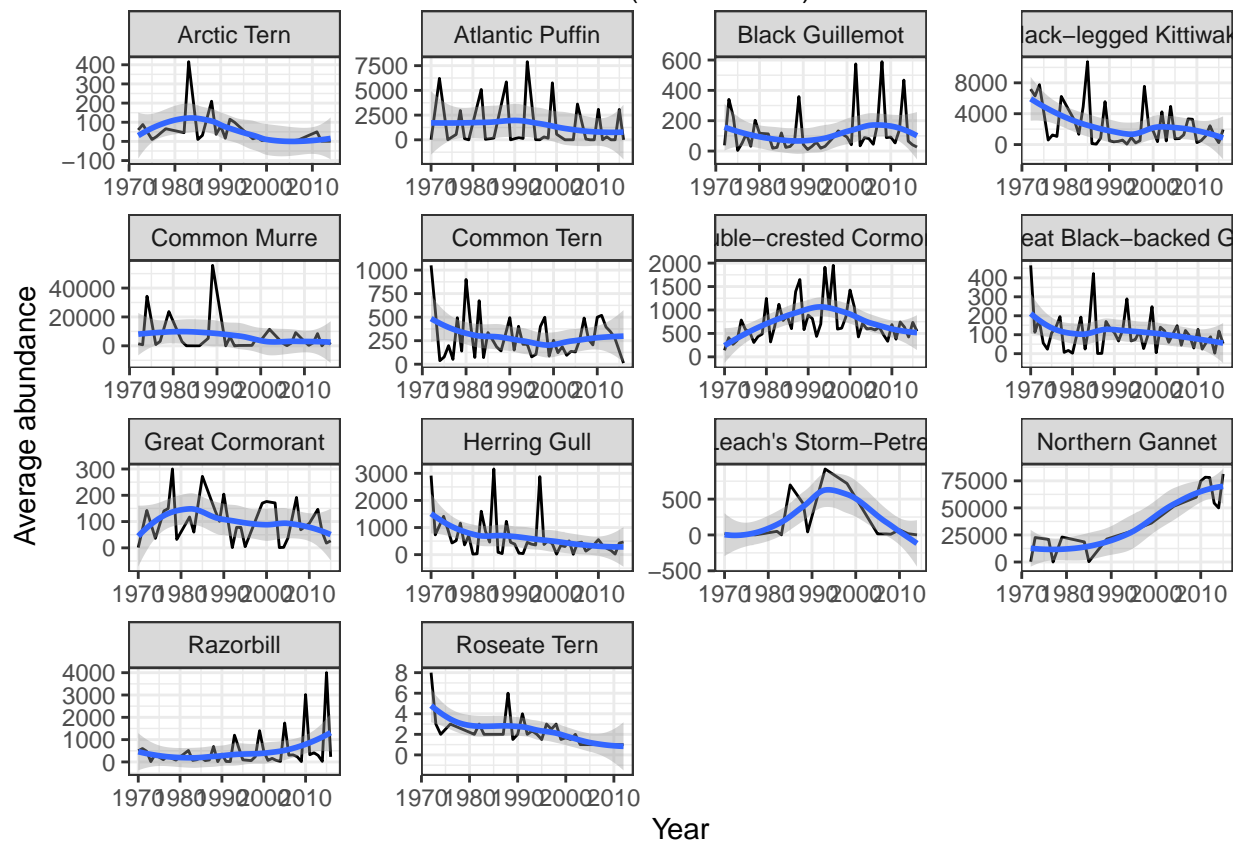 Arctic Tern Atlantic Puffin Black Guillemot lack−legged Kittiwak
400 300 200 100 0 −100
7500 5000 2500 0
600 400 200 0
8000 4000 0
1970 1980 1990 2000 2010 1970 1980 1990 2000 2010 1970 1980 1990 2000 2010 1970 1980 1990 2000 2010
Common Murre Common Tern uble−crested Cormor eat Black−backed G
40000 20000 0
1000 750 500 250 0
2000 1500 1000 500 0
400 300 200 100 0
1970 1980 1990 2000 2010 1970 1980 1990 2000 2010 1970 1980 1990 2000 2010 1970 1980 1990 2000 2010
Average abundance
Great Cormorant Herring Gull Leach's Storm−Petre Northern Gannet
300 200 100 0
3000 2000 1000 0
500 0 −500
75000 50000 25000 0
1970 1980 1990 2000 2010 1970 1980 1990 2000 2010 1970 1980 1990 2000 2010 1970 1980 1990 2000 2010
Razorbill Roseate Tern
4000 3000 2000 1000 0
8 6 4 2 0
1970 1980 1990 2000 2010 1970 1980 1990 2000 2010
Year